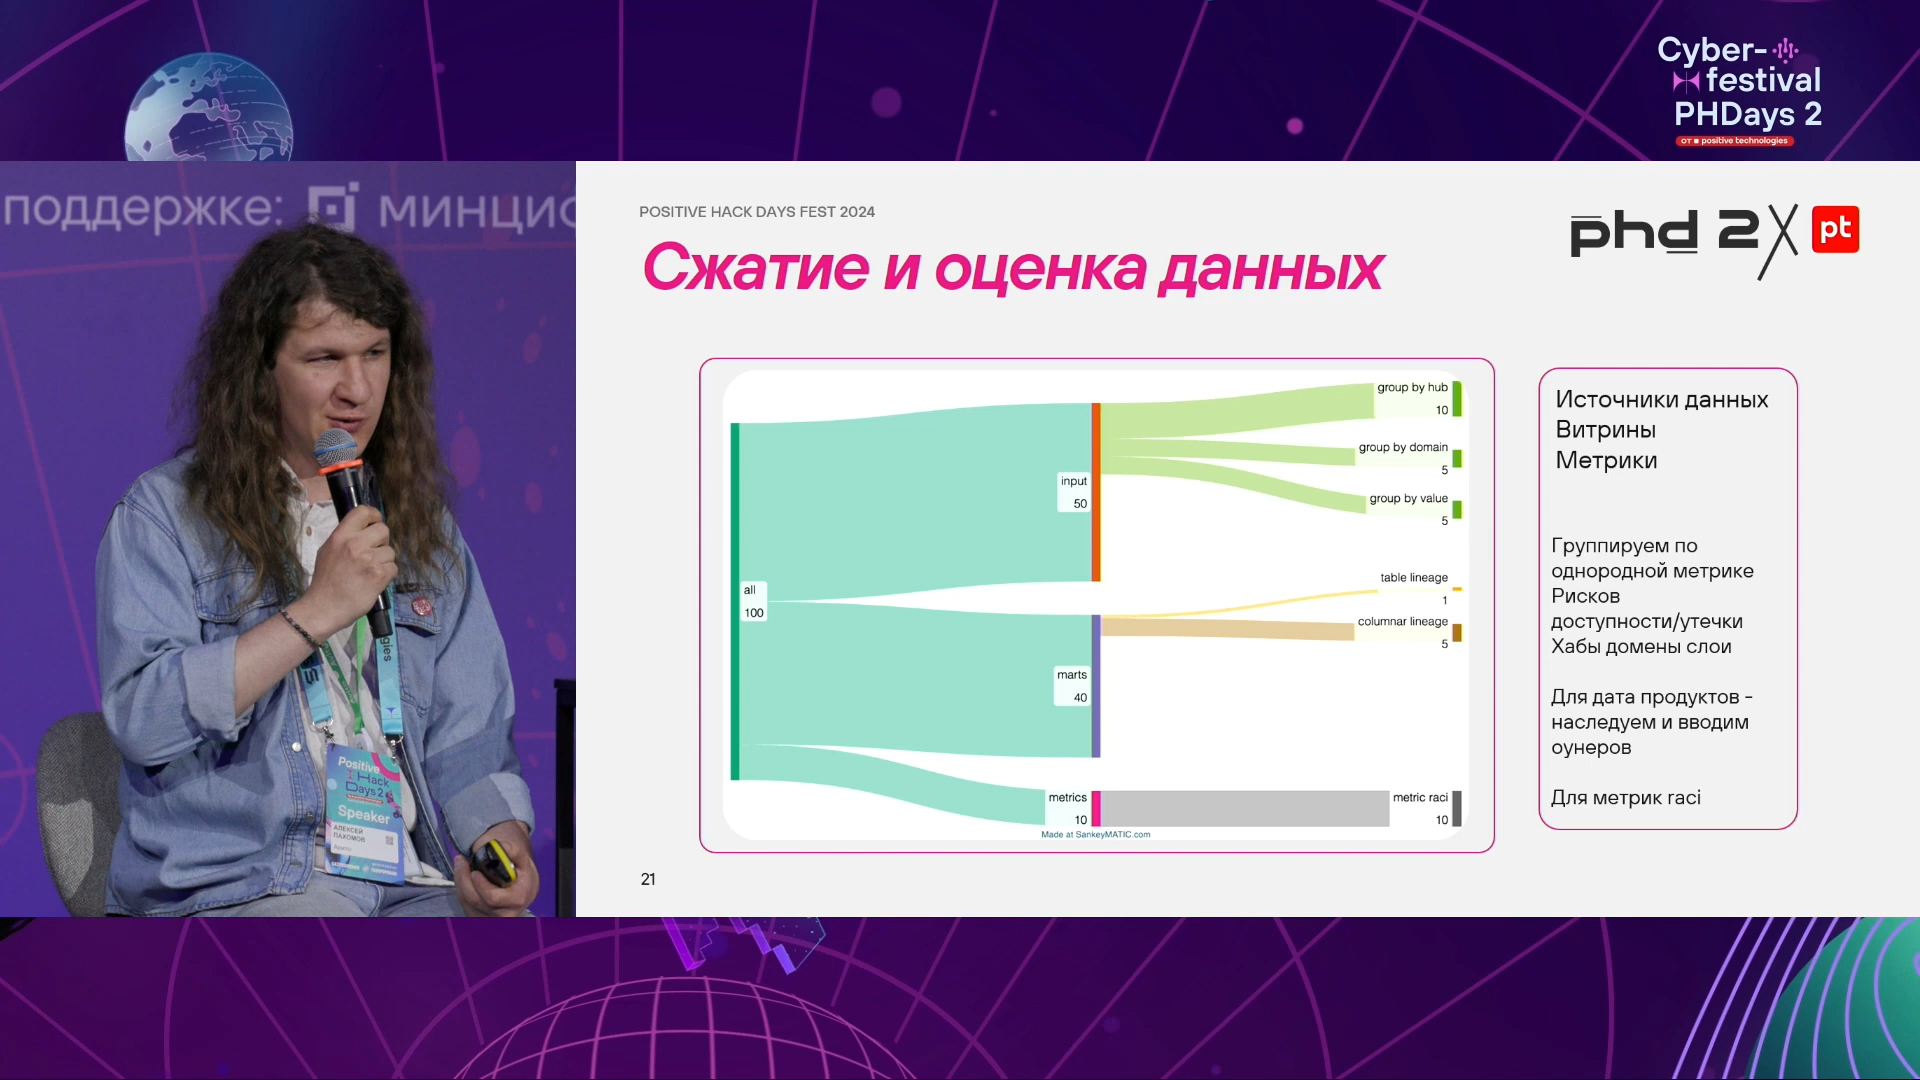 Cyber-
festival
PHDays 2
от positive technologies
поддержке:
МИНЦИФ
POSITIVE HACK DAYS FEST 2024
phd 2
pt
Сжатие и оценка данных
group by hub
10
group by domain
5
input
50
group by value
5
table lineage
1
all
100
columnar lineage
5
marts
40
metrics
10
metric raci
10
Made at SankeyMATIC.com
Источники данных
Витрины
Метрики
Группируем по
однородной метрике
Рисков
доступности/утечки
Хабы домены слои
Для дата продуктов -
наследуем и вводим
оунеров
Для метрик raci
21
Positive
Hack
Days 2
Speaker
АЛЕКСЕЙ
ПАХОМОВ